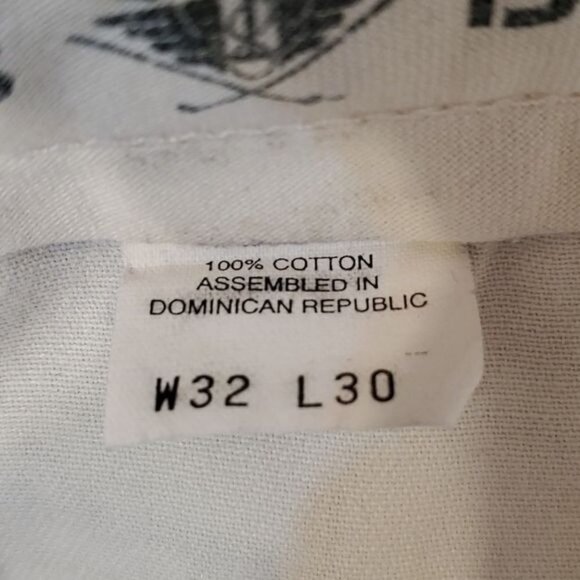 100% COTTON
ASSEMBLED IN
DOMINICAN REPUBLIC
W32 L30